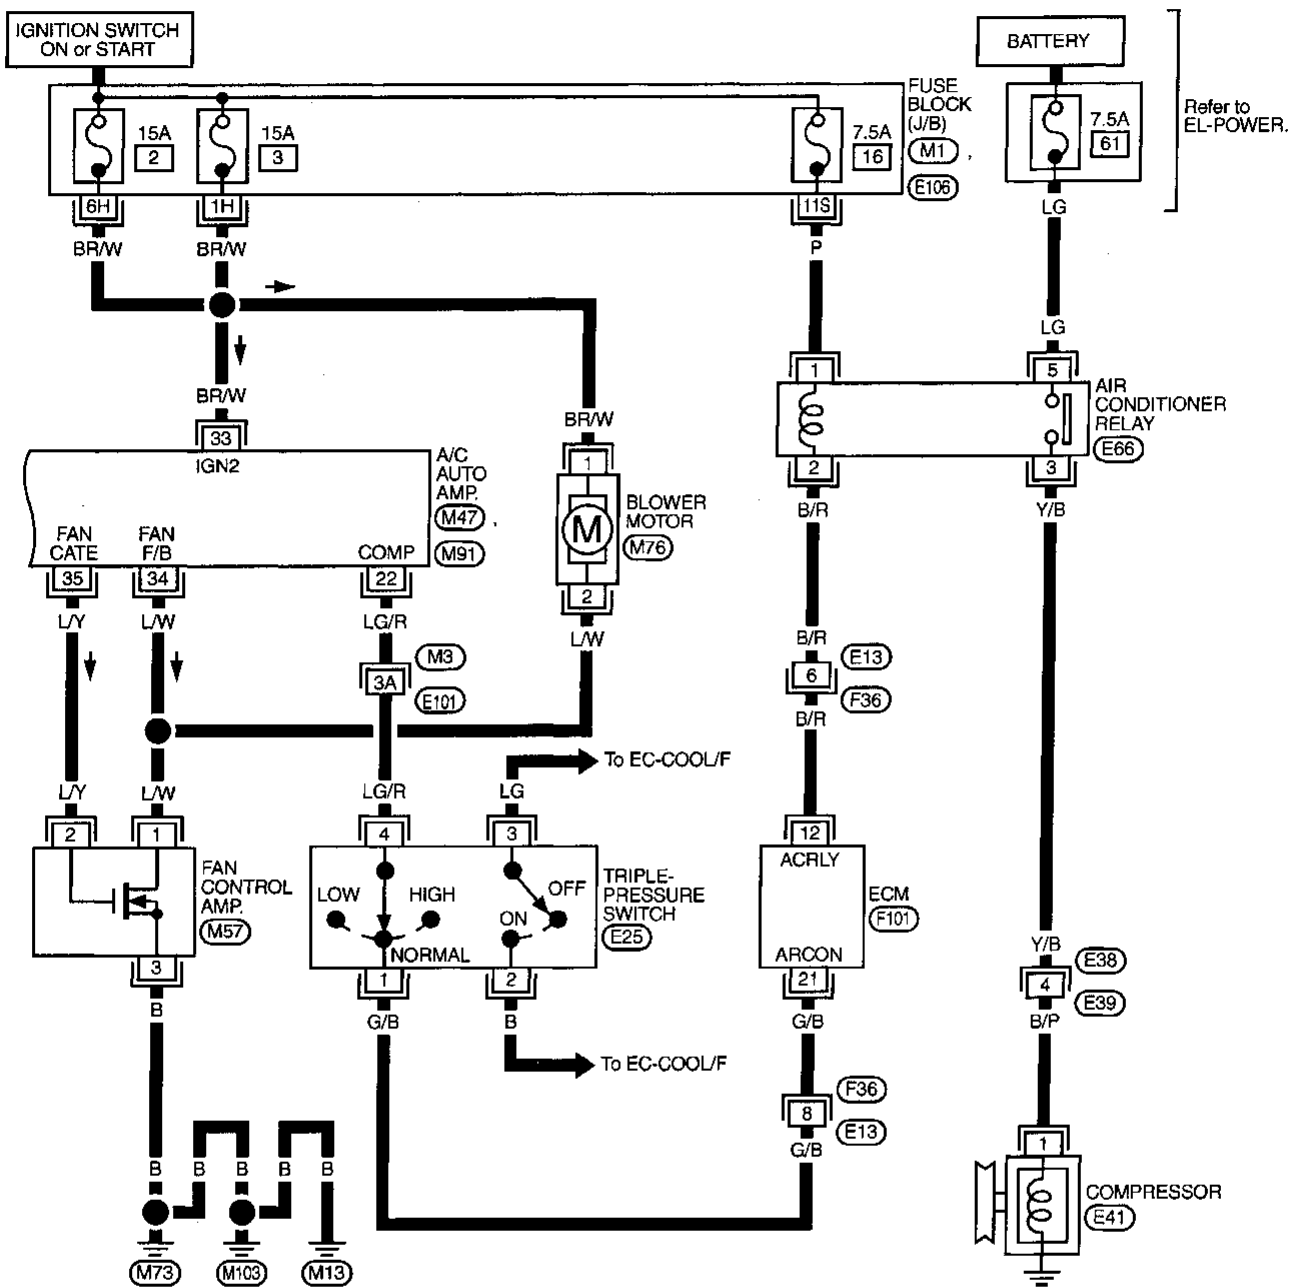 IGNITION SWITCH
ON or START
BATTERY
FUSE
BLOCK
(J/B)
M1 ,
E106
Refer to
EL-POWER.
15A
2
15A
3
7.5A
16
7.5A
61
6H
1H
11S
BR/W
BR/W
P
LG
LG
BR/W
BR/W
1
5
AIR
CONDITIONER
RELAY
E66
33
IGN2
A/C
AUTO
AMP.
M47 ,
M91
1
BLOWER
MOTOR
M76
M
2
3
B/R
Y/B
FAN
CATE
FAN
F/B
COMP
35
34
22
2
L/Y
L/W
LG/R
L/W
B/R
M3
3A
E101
E13
6
F36
B/R
To EC-COOL/F
L/Y
L/W
LG/R
LG
2
1
4
3
12
FAN
CONTROL
AMP.
M57
LOW
HIGH
NORMAL
OFF
ON
TRIPLE-
PRESSURE
SWITCH
E25
ACRLY
ECM
F101
ARCON
Y/B
E38
4
E39
B/P
3
1
2
21
B
G/B
B
G/B
To EC-COOL/F
F36
8
E13
G/B
1
COMPRESSOR
E41
B
B
B
B
B
M73
M103
M13